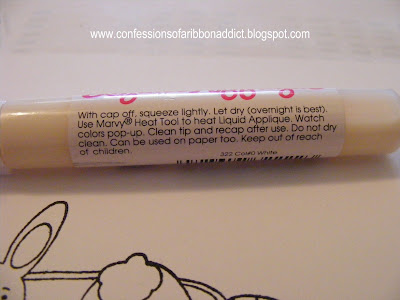 www.confessionsofaribbonaddict.blogspot.com
With cap off, squeeze lightly. Let dry (overnight is best).
Use Marvy® Heat Tool to heat Liquid Applique. Watch
colors pop-up. Clean tip and recap after use. Do not dry
clean. Can be used on paper too. Keep out of reach
of children.
White